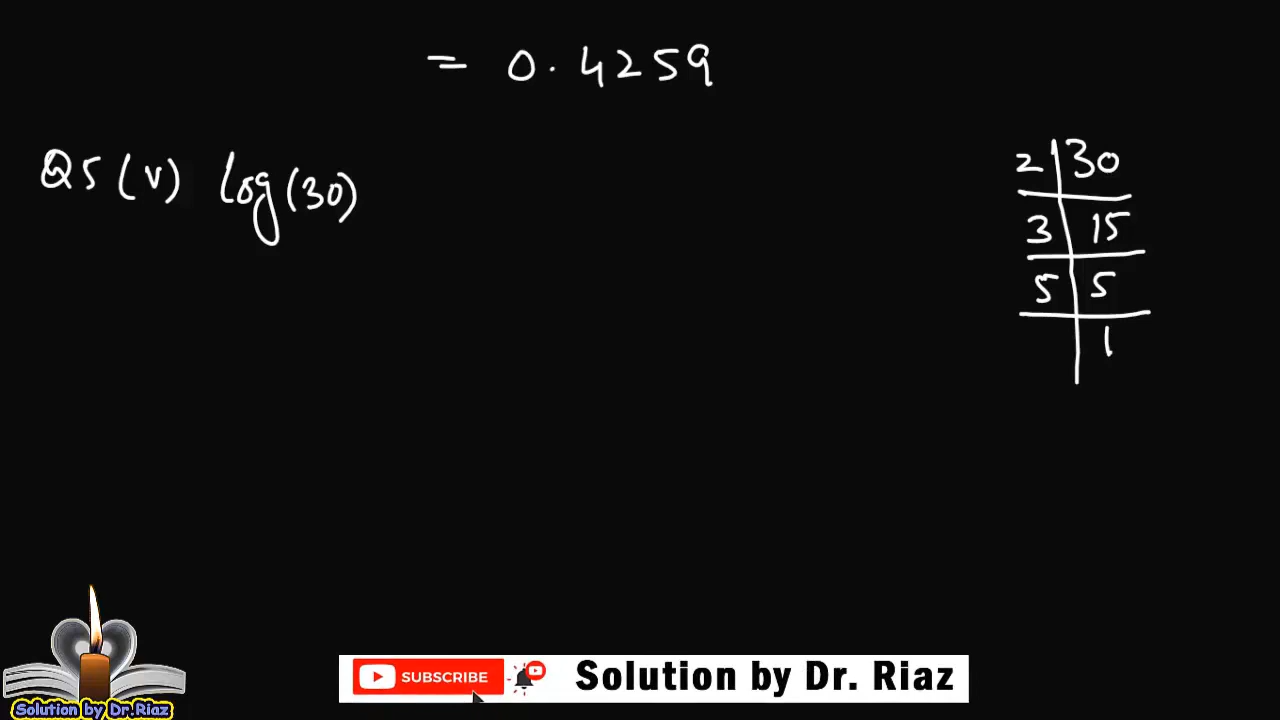 = 0.4259
Q5 (v) log(30)
2 30
3 15
5 5
1
SUBSCRIBE
Solution by Dr. Riaz
Solution by Dr.Riaz